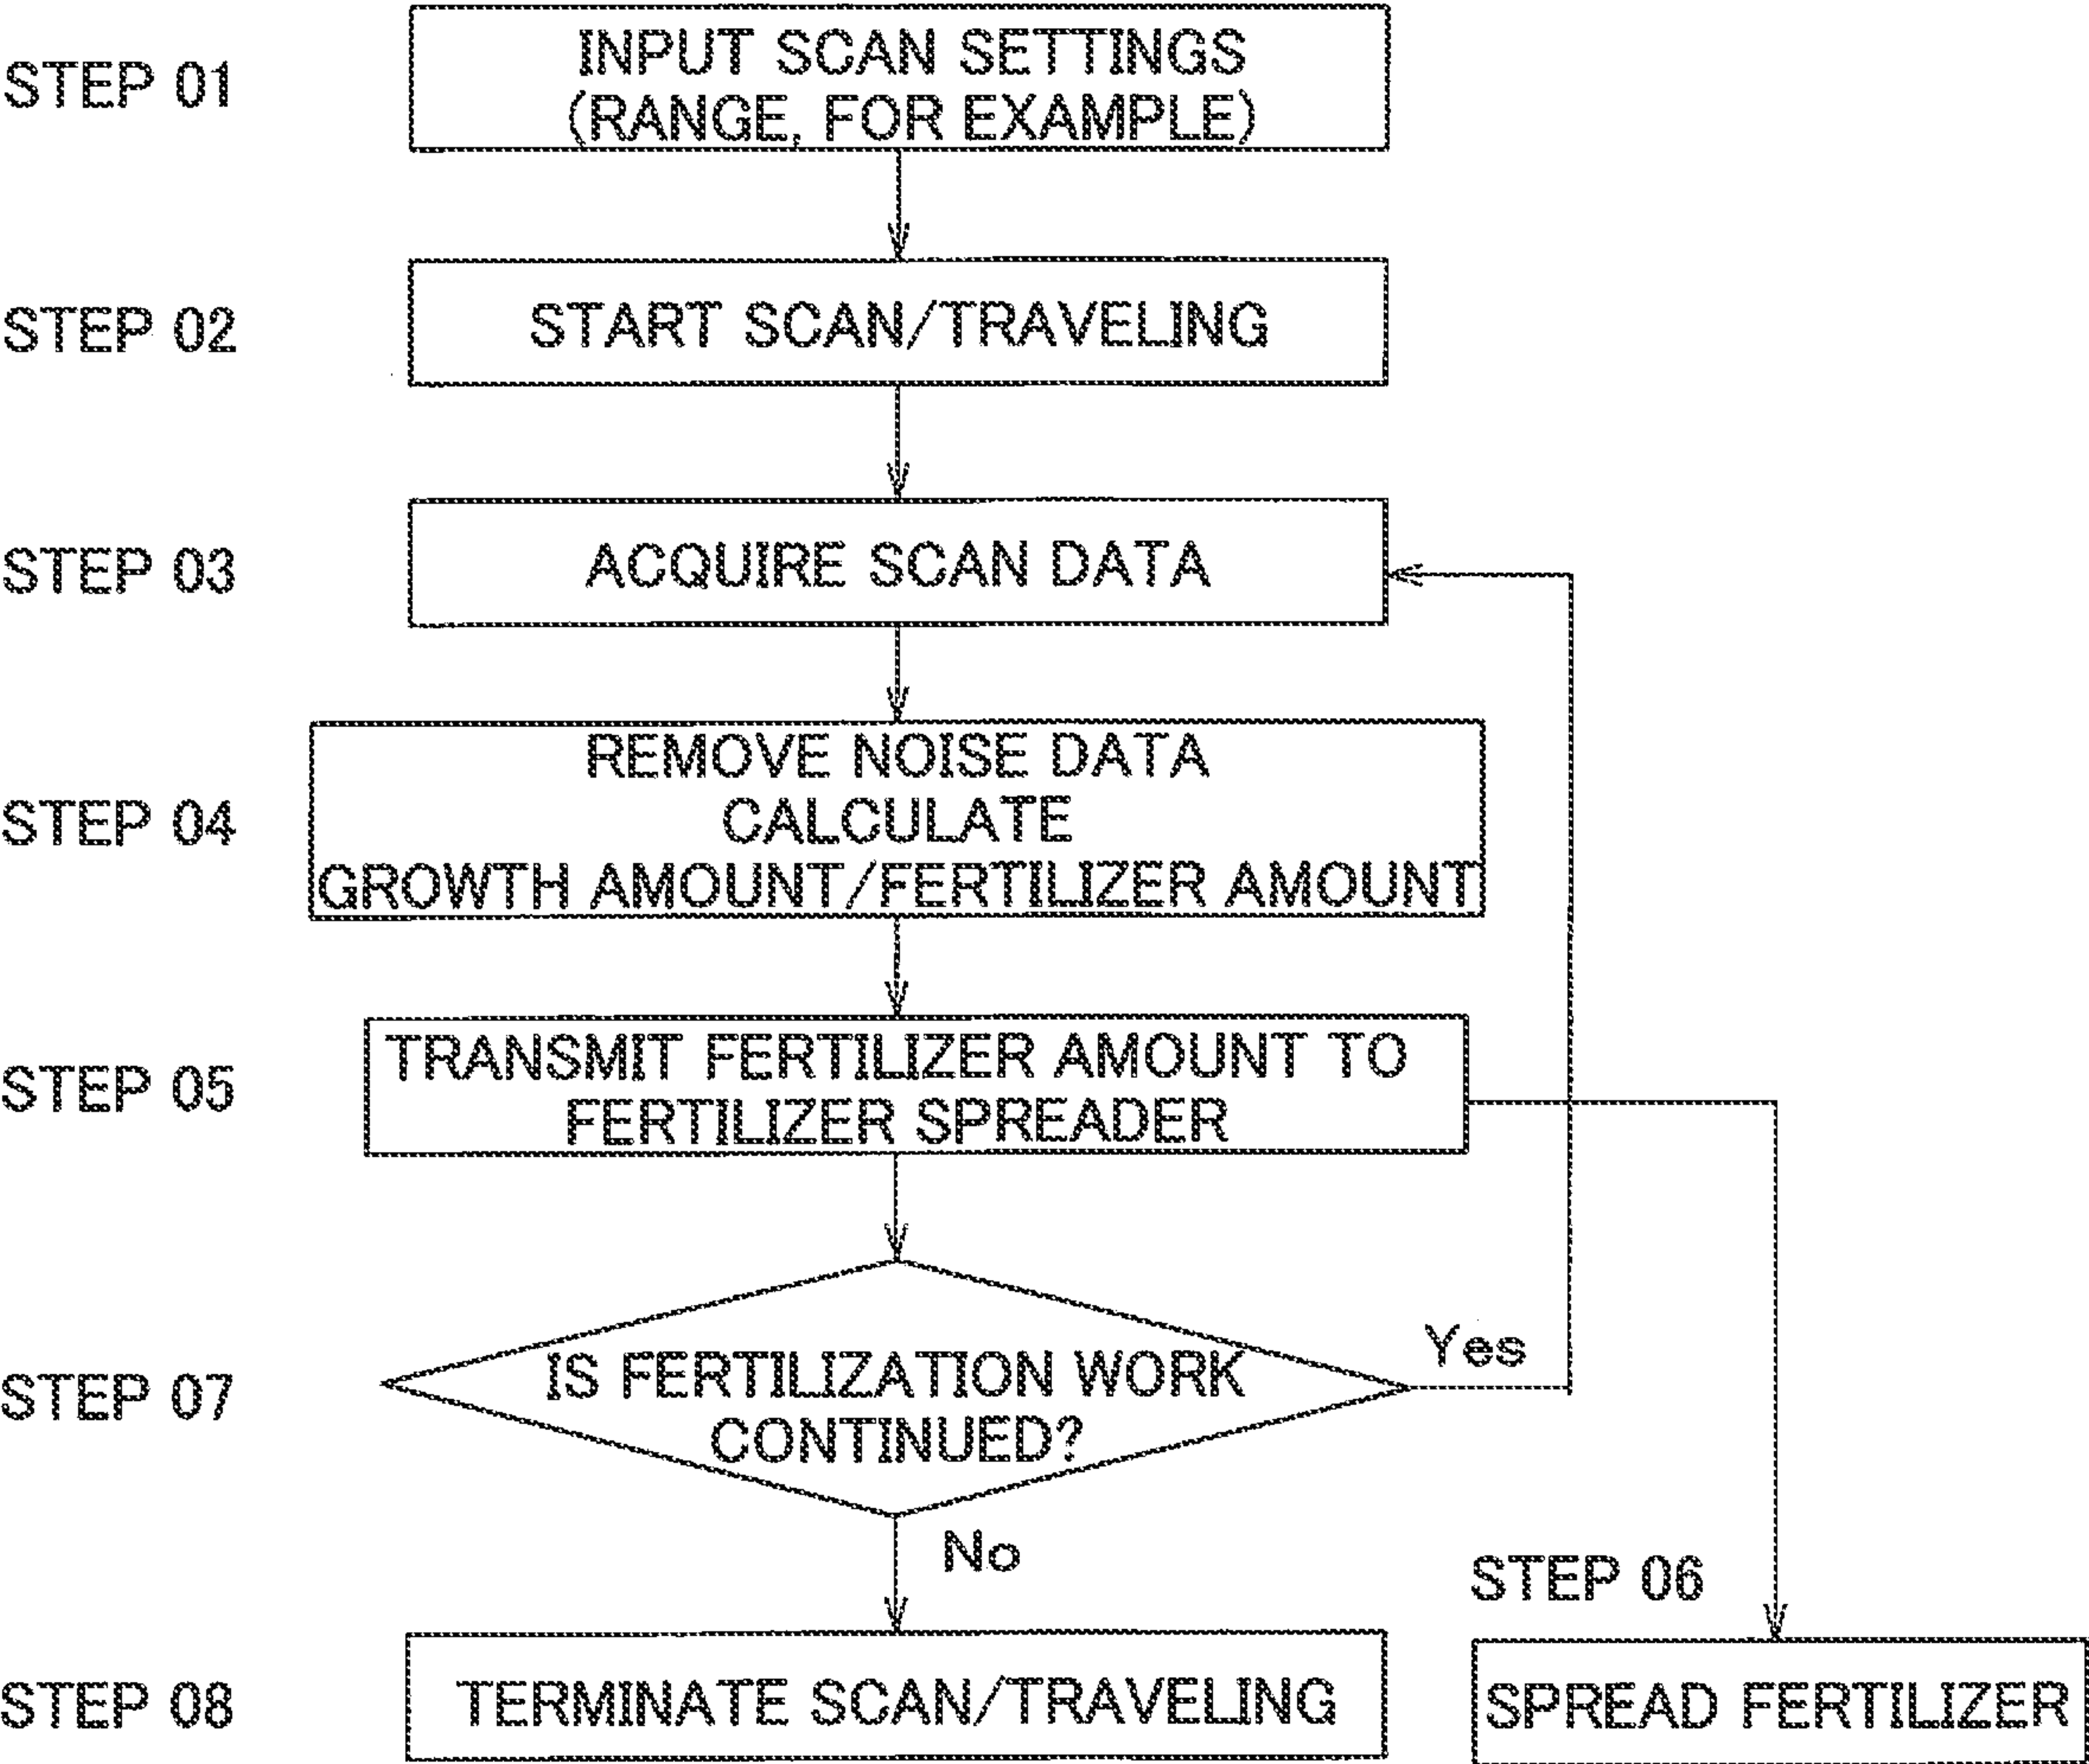 STEP 01
INPUT SCAN SETTINGS
(RANGE, FOR EXAMPLE)
STEP 02
START SCAN/TRAVELING
STEP 03
ACQUIRE SCAN DATA
STEP 04
REMOVE NOISE DATA
CALCULATE
GROWTH AMOUNT/FERTILIZER AMOUNT
STEP 05
TRANSMIT FERTILIZER AMOUNT TO
FERTILIZER SPREADER
STEP 07
IS FERTILIZATION WORK
CONTINUED?
Yes
No
STEP 06
SPREAD FERTILIZER
STEP 08
TERMINATE SCAN/TRAVELING